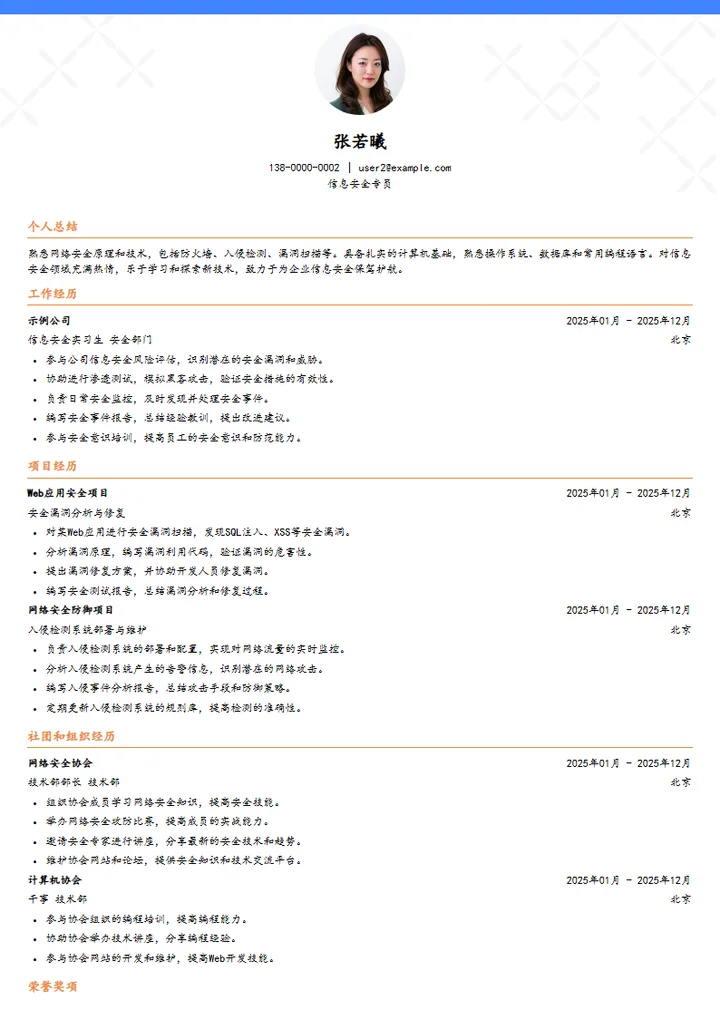 张若曦
138-0000-0002 | user2@example.com
信息安全专员
个人总结
熟悉网络安全原理和技术，包括防火墙、入侵检测、漏洞扫描等。具备扎实的计算机基础，熟悉操作系统、数据库和常用编程语言。对信息
安全领域充满热情，乐于学习和探索新技术，致力于为企业信息安全保驾护航。
工作经历
示例公司 2025年01月 - 2025年12月
信息安全实习生 安全部门 北京
• 参与公司信息安全风险评估，识别潜在的安全漏洞和威胁。
• 协助进行渗透测试，模拟黑客攻击，验证安全措施的有效性。
• 负责日常安全监控，及时发现并处理安全事件。
• 编写安全事件报告，总结经验教训，提出改进建议。
• 参与安全意识培训，提高员工的安全意识和防范能力。
项目经历
Web应用安全项目 2025年01月 - 2025年12月
安全漏洞分析与修复 北京
• 对某Web应用进行安全漏洞扫描，发现SQL注入、XSS等安全漏洞。
• 分析漏洞原理，编写漏洞利用代码，验证漏洞的危害性。
• 提出漏洞修复方案，并协助开发人员修复漏洞。
• 编写安全测试报告，总结漏洞分析和修复过程。
网络安全防御项目 2025年01月 - 2025年12月
入侵检测系统部署与维护 北京
• 负责入侵检测系统的部署和配置，实现对网络流量的实时监控。
• 分析入侵检测系统产生的告警信息，识别潜在的网络攻击。
• 编写入侵事件分析报告，总结攻击手段和防御策略。
• 定期更新入侵检测系统的规则库，提高检测的准确性。
社团和组织经历
网络安全协会 2025年01月 - 2025年12月
技术部部长 技术部 北京
• 组织协会成员学习网络安全知识，提高安全技能。
• 举办网络安全攻防比赛，提高成员的实战能力。
• 邀请安全专家进行讲座，分享最新的安全技术和趋势。
• 维护协会网站和论坛，提供安全知识和技术交流平台。
计算机协会 2025年01月 - 2025年12月
干事 技术部 北京
• 参与协会组织的编程培训，提高编程能力。
• 协助协会举办技术讲座，分享编程经验。
• 参与协会网站的开发和维护，提高Web开发技能。
荣誉奖项